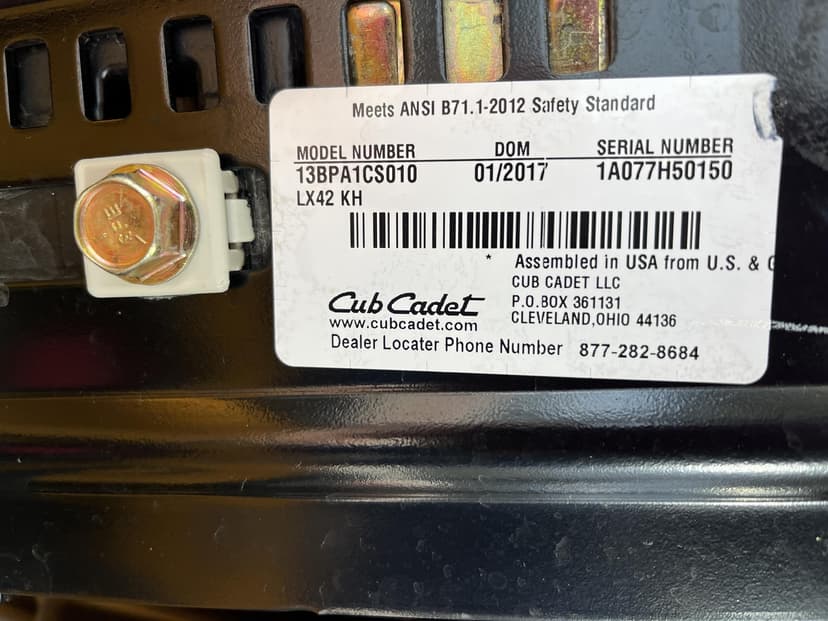 Meets ANSI B71.1-2012 Safety Standard
MODEL NUMBER DOM SERIAL NUMBER
13BPA1CS010 01/2017 1A077H50150
LX42 KH
* Assembled in USA from U.S. & G
CUB CADET LLC
P.O.BOX 361131
CLEVELAND,OHIO 44136
Cub Cadet
www.cubcadet.com
Dealer Locater Phone Number 877-282-8684